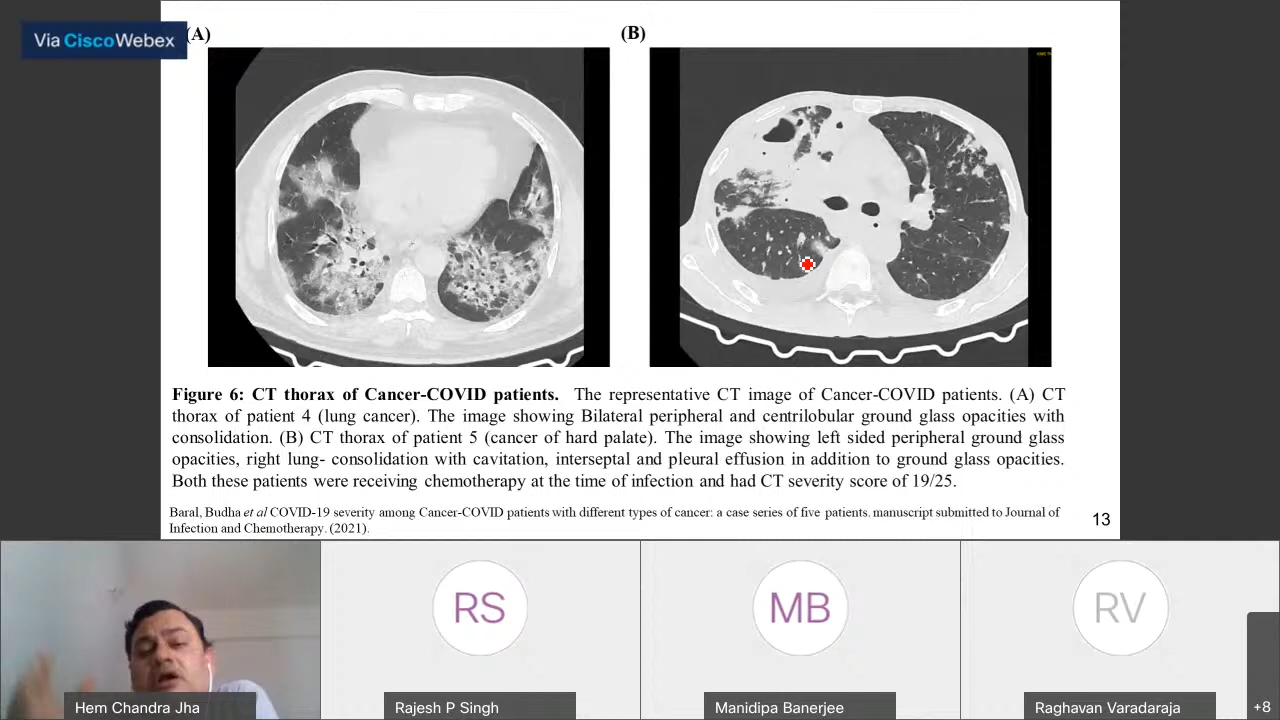 Via Cisco Webex
(A)
(B)
Figure 6: CT thorax of Cancer-COVID patients. The representative CT image of Cancer-COVID patients. (A) CT
thorax of patient 4 (lung cancer). The image showing Bilateral peripheral and centrilobular ground glass opacities with
consolidation. (B) CT thorax of patient 5 (cancer of hard palate). The image showing left sided peripheral ground glass
opacities, right lung- consolidation with cavitation, interseptal and pleural effusion in addition to ground glass opacities.
Both these patients were receiving chemotherapy at the time of infection and had CT severity score of 19/25.
Baral, Budha et al COVID-19 severity among Cancer-COVID patients with different types of cancer: a case series of five patients. manuscript submitted to Journal of
Infection and Chemotherapy. (2021).
13
RS
MB
RV
Hem Chandra Jha
Rajesh P Singh
Manidipa Banerjee
Raghavan Varadaraja
+8